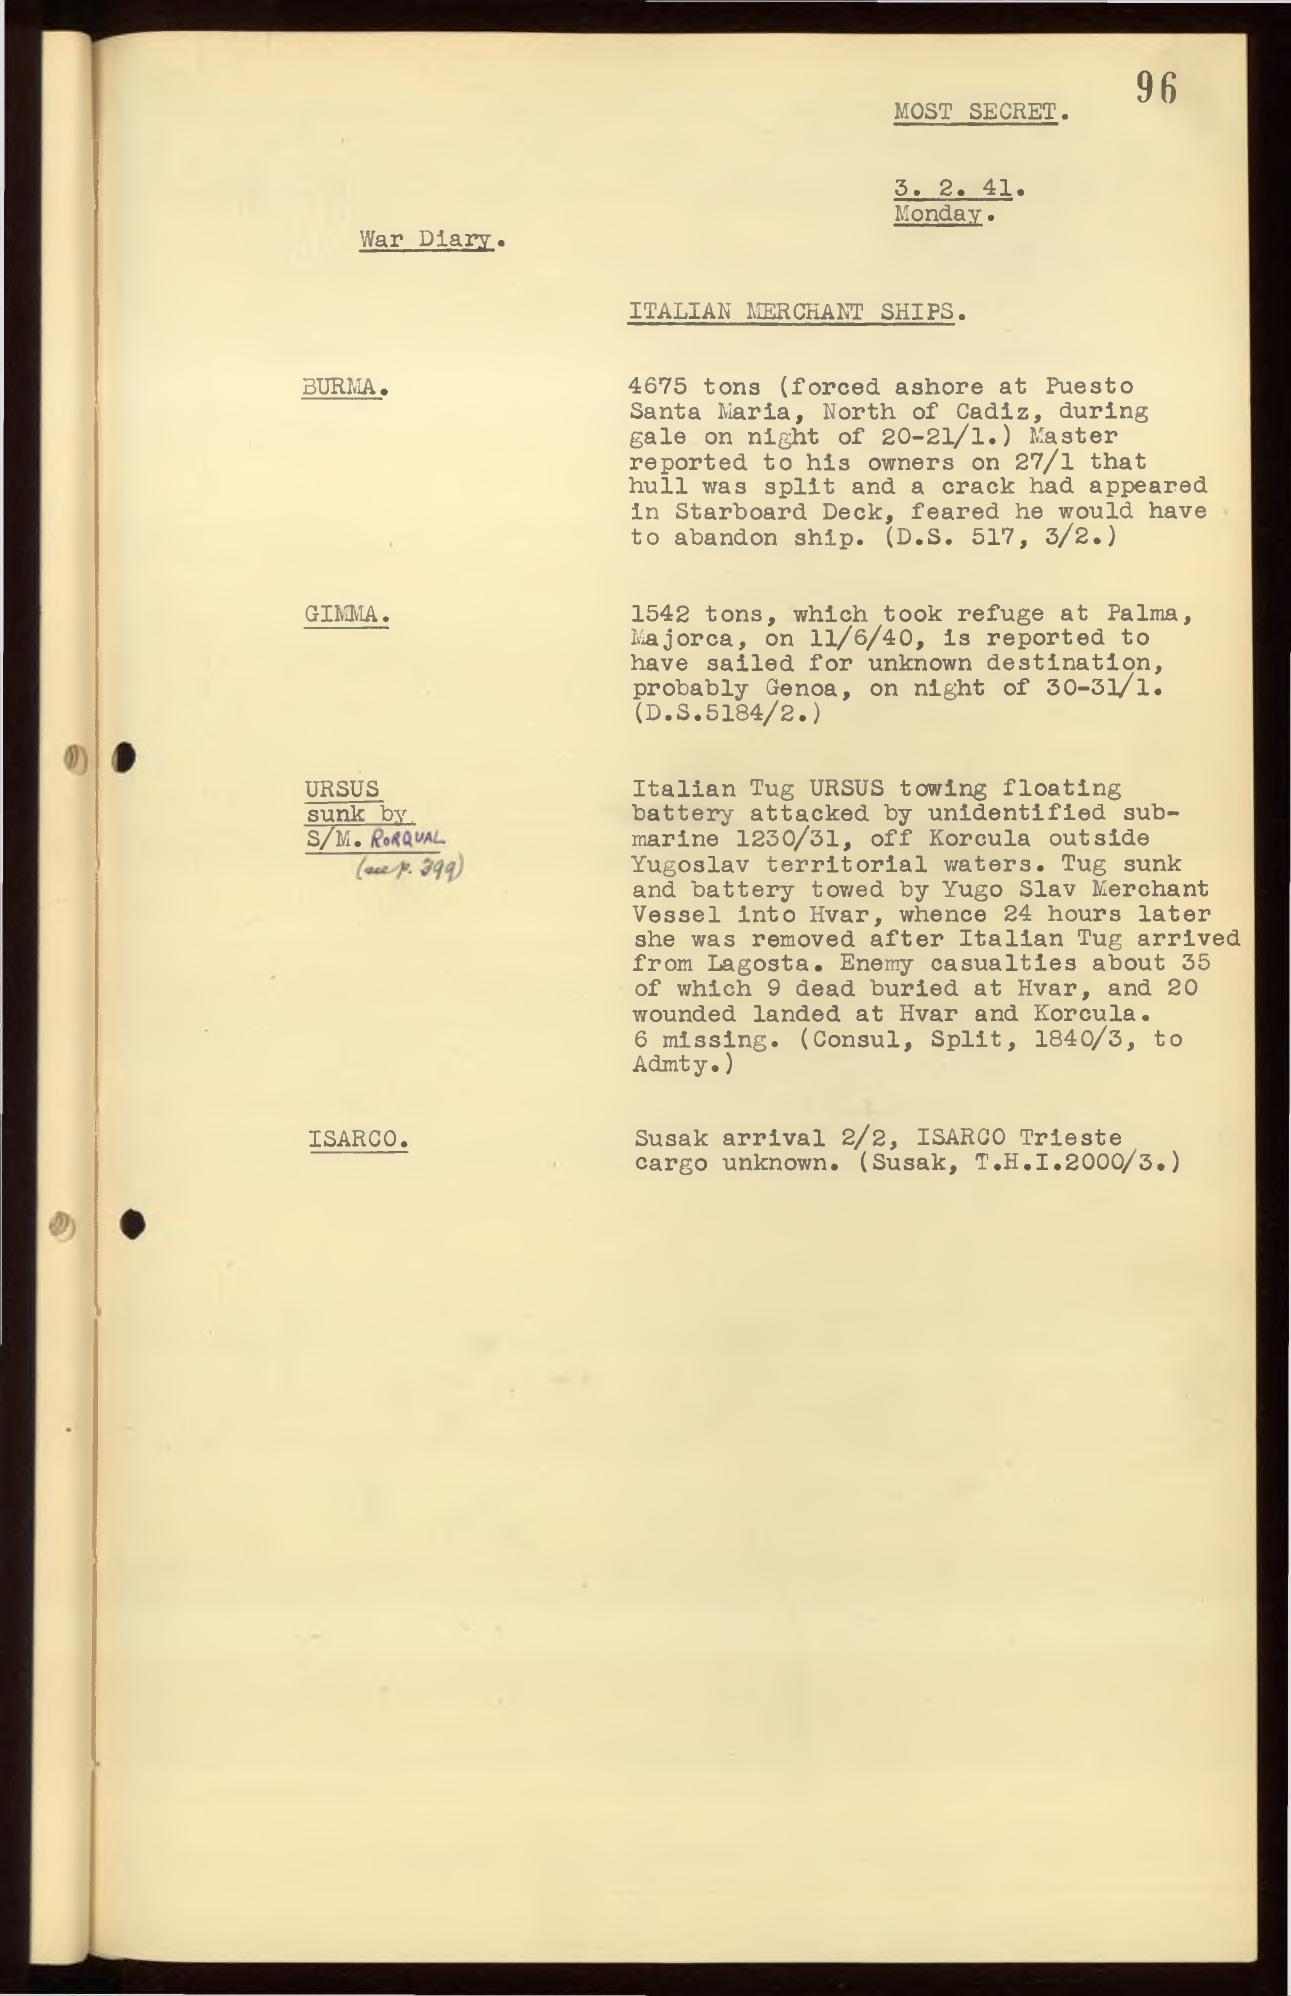 96
MOST SECRET.
3. 2. 41.
Monday.
War Diary.
ITALIAN MERCHANT SHIPS.
BURMA.
4675 tons (forced ashore at Puesto
Santa Maria, North of Cadiz, during
gale on night of 20-21/1.) Master
reported to his owners on 27/1 that
hull was split and a crack had appeared
in Starboard Deck, feared he would have
to abandon ship. (D.S. 517, 3/2.)
GIMMA.
1542 tons, which took refuge at Palma,
Majorca, on 11/6/40, is reported to
have sailed for unknown destination,
probably Genoa, on night of 30-31/1.
(D.S.5184/2.)
URSUS
sunk by
S/M. RORQUAL
(see p. 399)
Italian Tug URSUS towing floating
battery attacked by unidentified sub-
marine 1230/31, off Korcula outside
Yugoslav territorial waters. Tug sunk
and battery towed by Yugo Slav Merchant
Vessel into Hvar, whence 24 hours later
she was removed after Italian Tug arrived
from Lagosta. Enemy casualties about 35
of which 9 dead buried at Hvar, and 20
wounded landed at Hvar and Korcula.
6 missing. (Consul, Split, 1840/3, to
Admty.)
ISARCO.
Susak arrival 2/2, ISARCO Trieste
cargo unknown. (Susak, T.H.I.2000/3.)